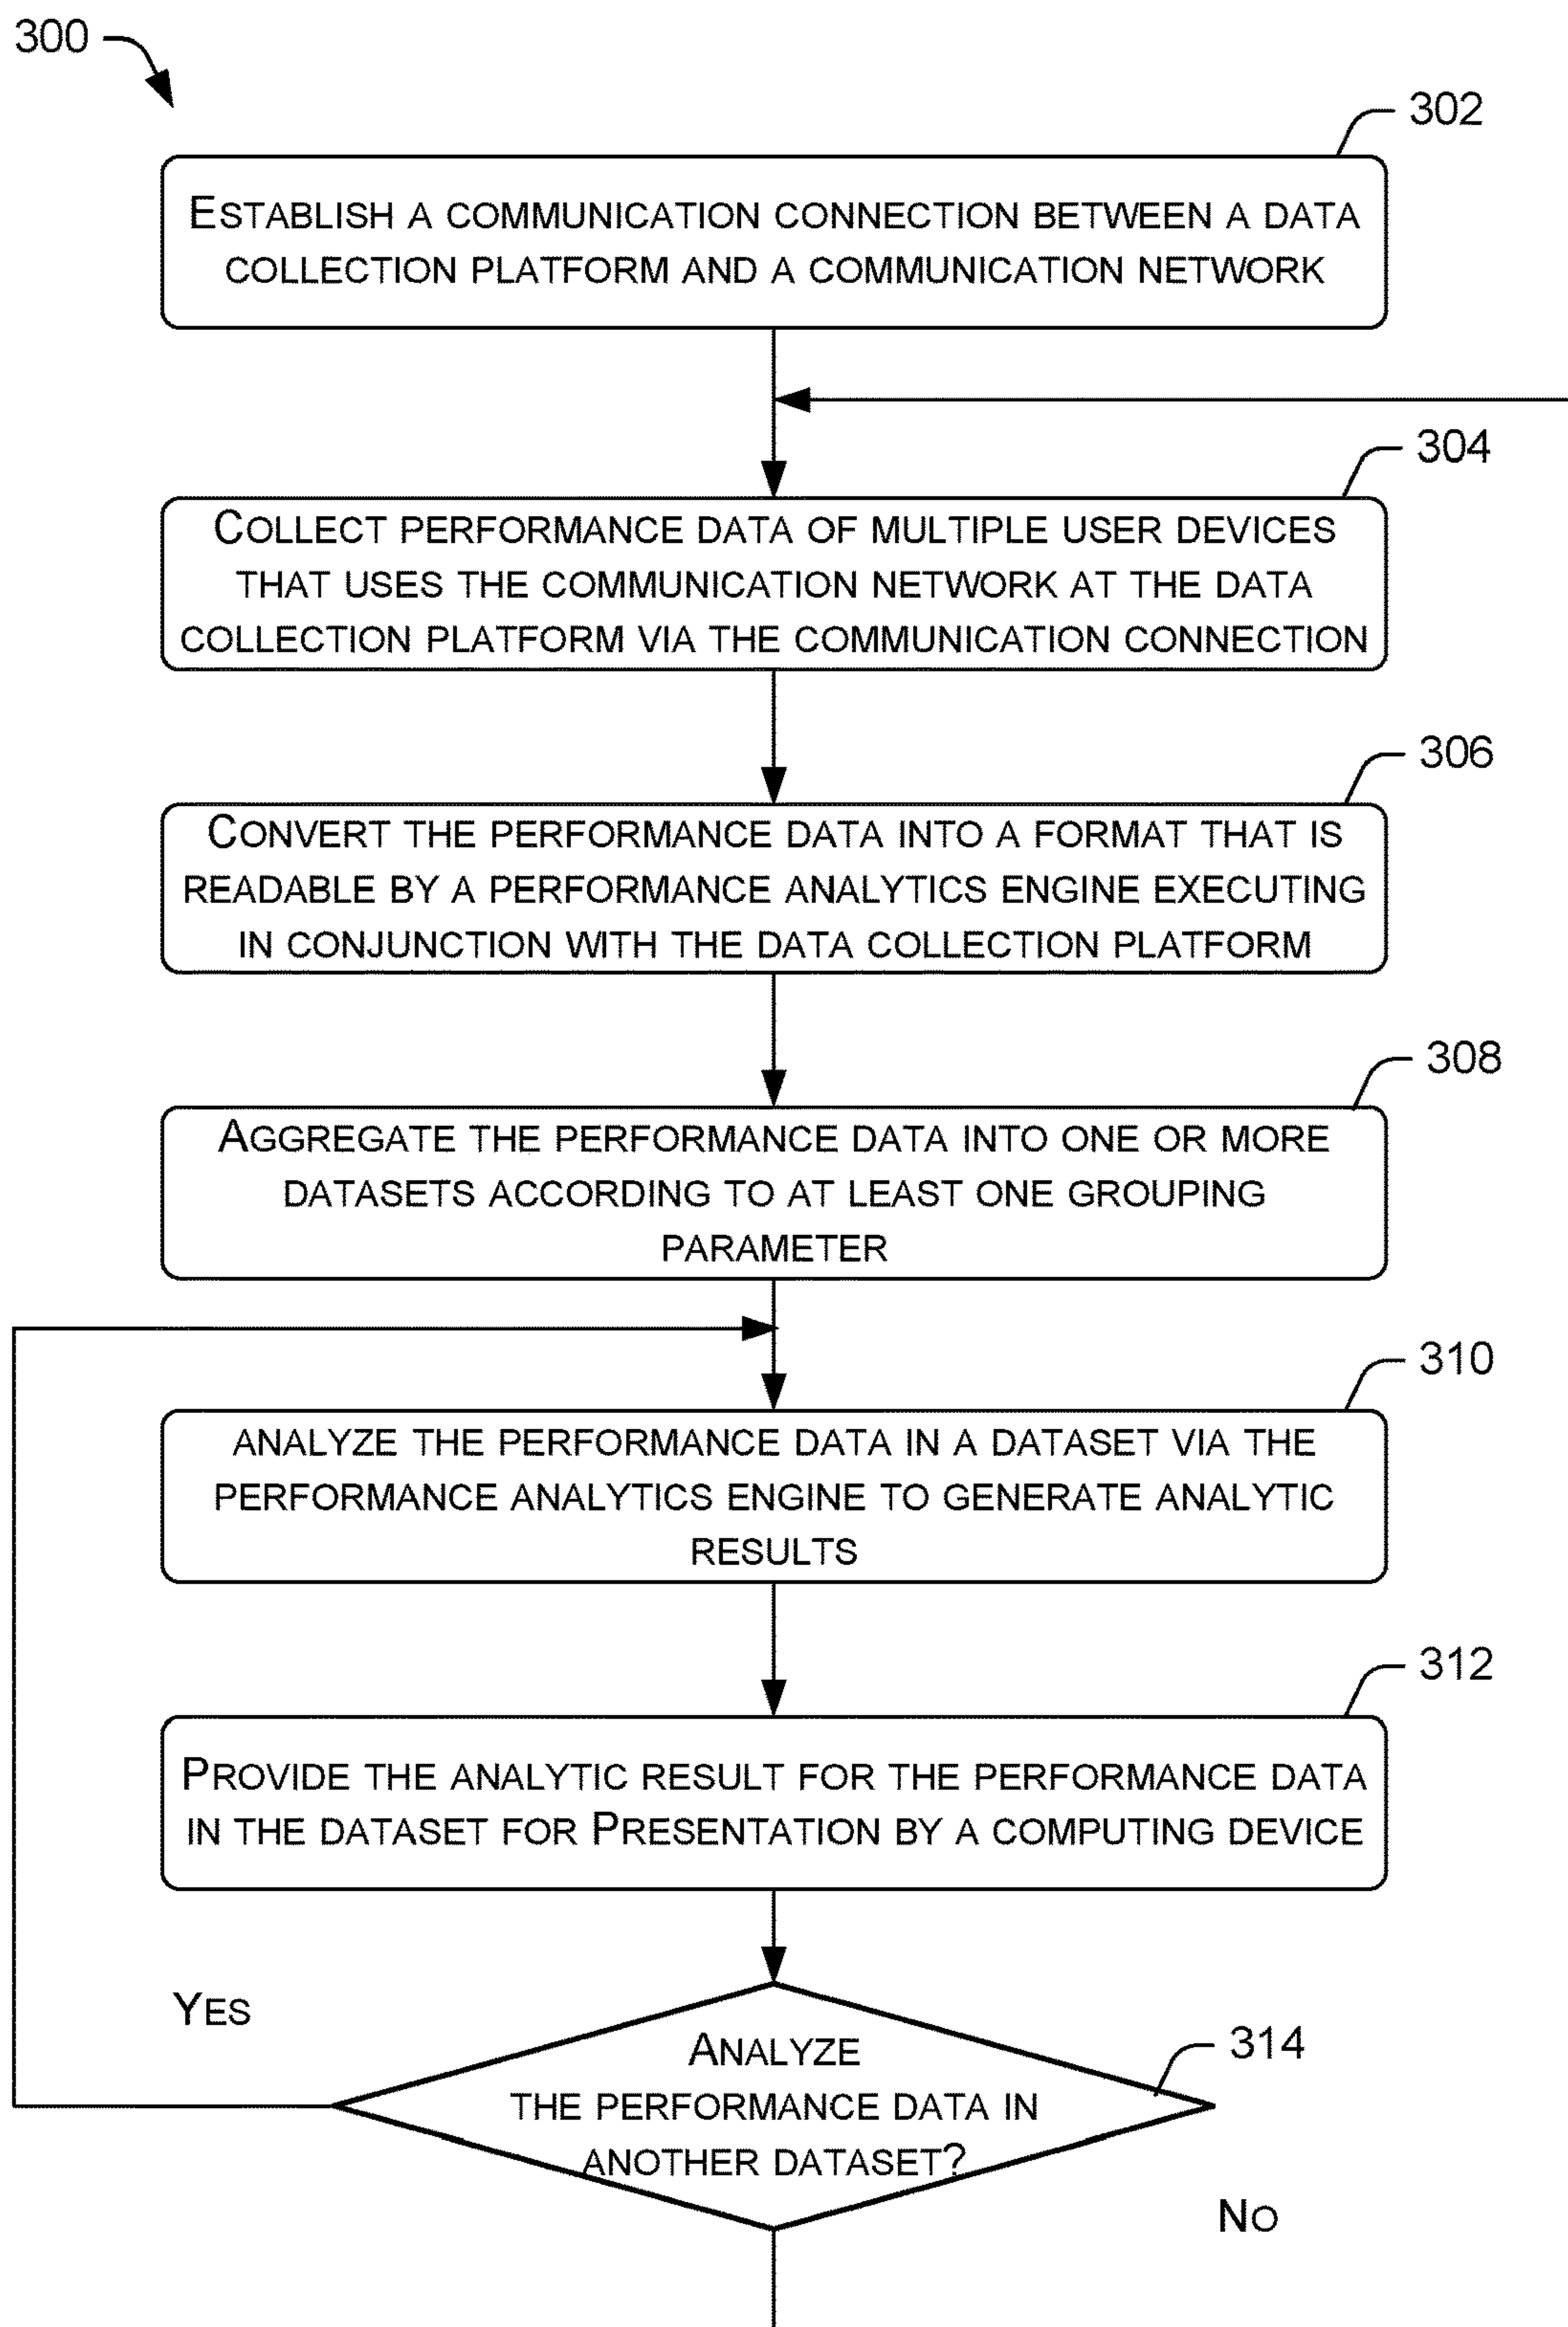 300
302
ESTABLISH A COMMUNICATION CONNECTION BETWEEN A DATA
COLLECTION PLATFORM AND A COMMUNICATION NETWORK
304
COLLECT PERFORMANCE DATA OF MULTIPLE USER DEVICES
THAT USES THE COMMUNICATION NETWORK AT THE DATA
COLLECTION PLATFORM VIA THE COMMUNICATION CONNECTION
306
CONVERT THE PERFORMANCE DATA INTO A FORMAT THAT IS
READABLE BY A PERFORMANCE ANALYTICS ENGINE EXECUTING
IN CONJUNCTION WITH THE DATA COLLECTION PLATFORM
308
AGGREGATE THE PERFORMANCE DATA INTO ONE OR MORE
DATASETS ACCORDING TO AT LEAST ONE GROUPING
PARAMETER
310
ANALYZE THE PERFORMANCE DATA IN A DATASET VIA THE
PERFORMANCE ANALYTICS ENGINE TO GENERATE ANALYTIC
RESULTS
312
PROVIDE THE ANALYTIC RESULT FOR THE PERFORMANCE DATA
IN THE DATASET FOR PRESENTATION BY A COMPUTING DEVICE
YES
314
ANALYZE
THE PERFORMANCE DATA IN
ANOTHER DATASET?
NO